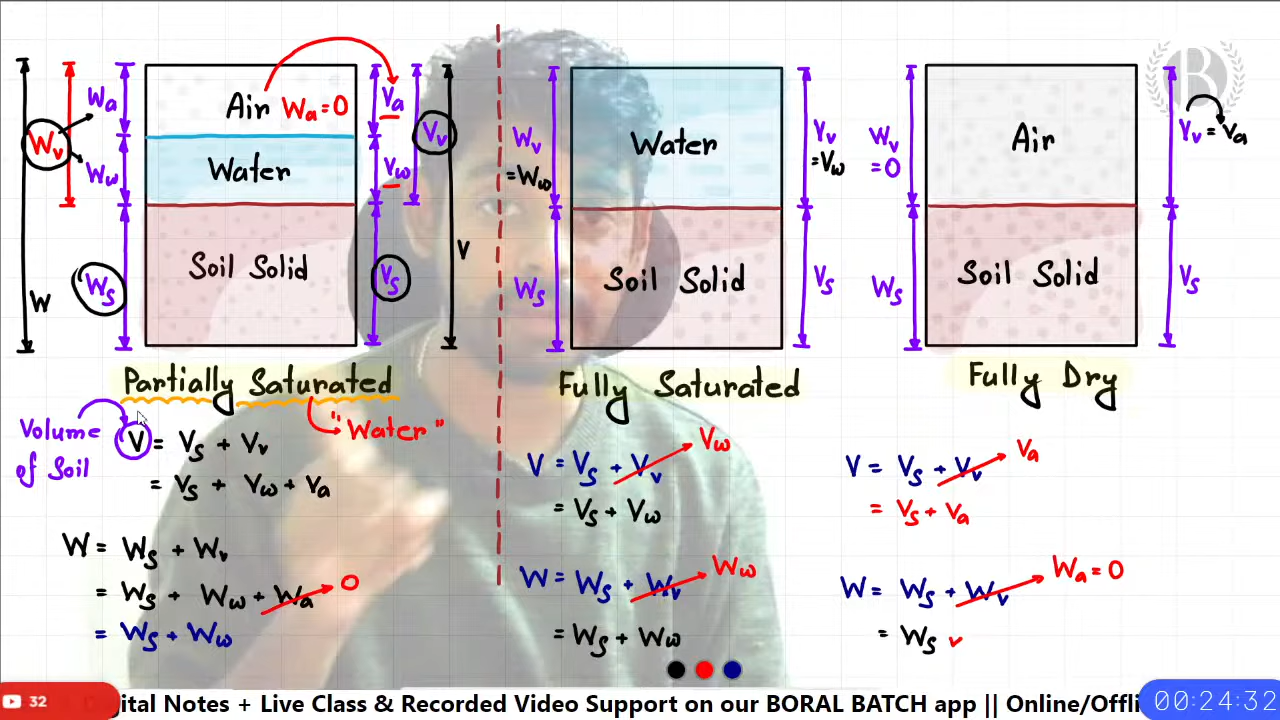 Wa
Wv
Ww
Ws
W
Air Wa = 0
Water
Soil Solid
Va
Vw
Vs
Vv
V
Partially Saturated
"Water"
Volume
of Soil
V = Vs + Vv
= Vs + Vw + Va
W = Ws + Wv
= Ws + Ww + Wa 0
= Ws + Ww
Wv
= Ww
Ws
Water
Soil Solid
Vv
= Vw
Vs
Fully Saturated
V = Vs + Vv Vw
= Vs + Vw
W = Ws + Wv Ww
= Ws + Ww
Wv
= 0
Ws
Air
Soil Solid
B
Vv = Va
Vs
Fully Dry
V = Vs + Vv Va
= Vs + Va
W = Ws + Wv Wa = 0
= Ws
32
gital Notes + Live Class & Recorded Video Support on our BORAL BATCH app || Online/Offli
00:24:32